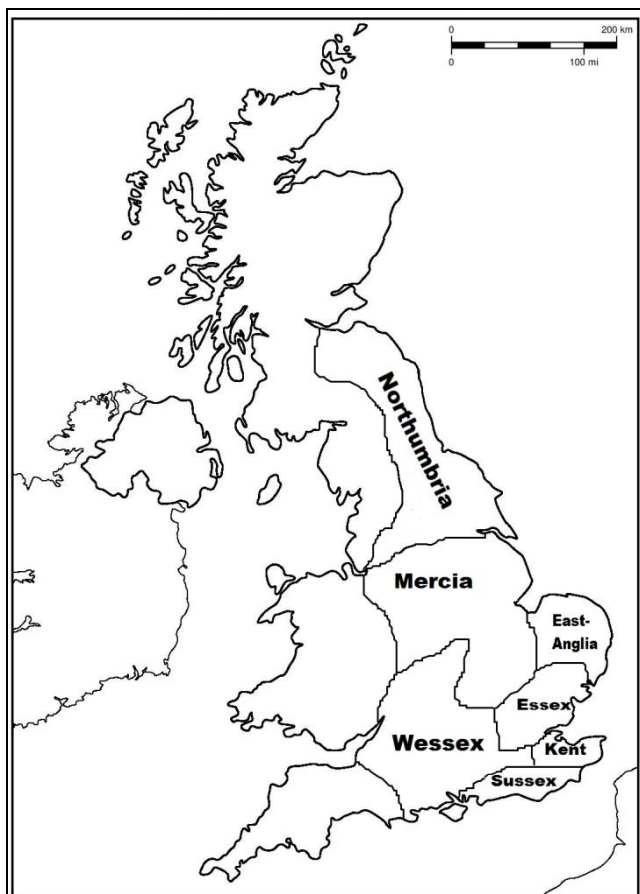 0 200 km
0 100 mi
Northumbria
Mercia
East-
Anglia
Essex
Wessex
Kent
Sussex